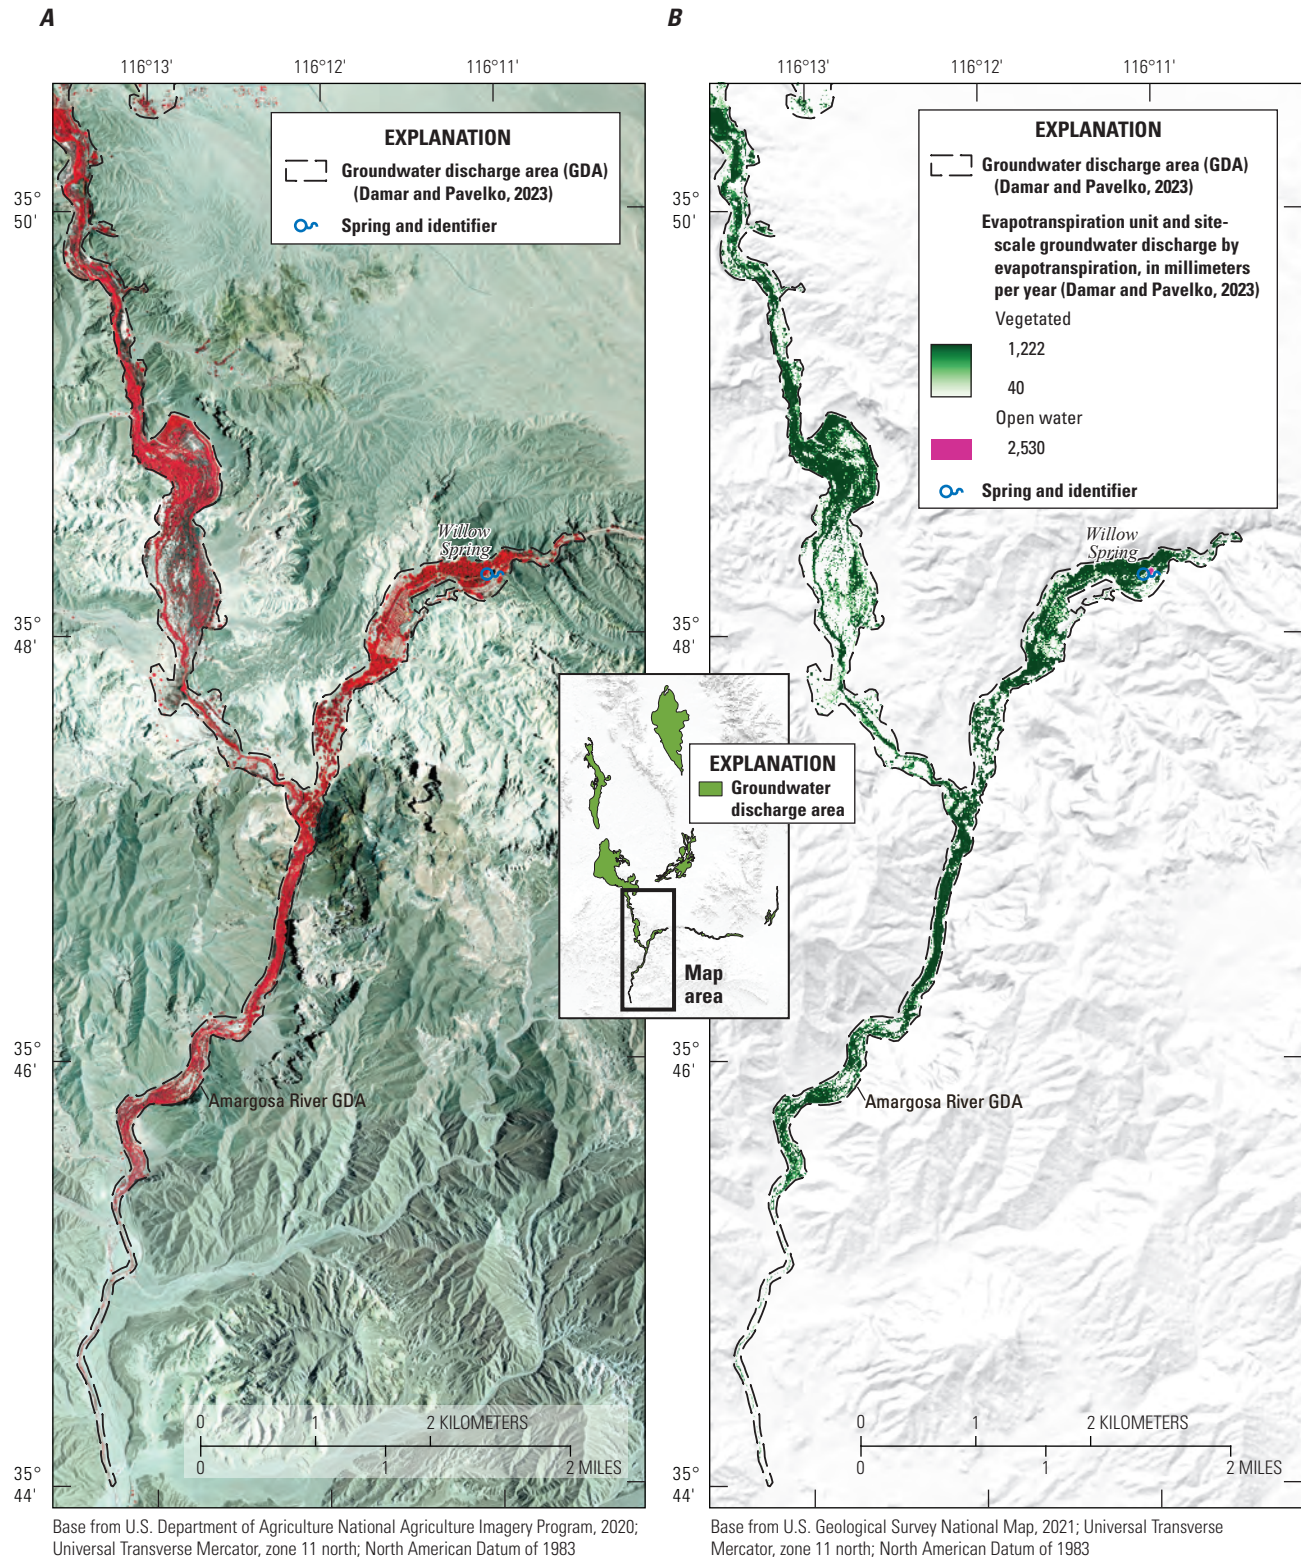 A
116°13'
116°12'
116°11'
35°
50'
35°
48'
35°
46'
35°
44'
EXPLANATION
Groundwater discharge area (GDA)
(Damar and Pavelko, 2023)
Spring and identifier
Willow
Spring
Amargosa River GDA
0 1 2 KILOMETERS
0 1 2 MILES
Base from U.S. Department of Agriculture National Agriculture Imagery Program, 2020;
Universal Transverse Mercator, zone 11 north; North American Datum of 1983
EXPLANATION
Groundwater
discharge area
Map
area
B
116°13'
116°12'
116°11'
35°
50'
35°
48'
35°
46'
35°
44'
EXPLANATION
Groundwater discharge area (GDA)
(Damar and Pavelko, 2023)
Evapotranspiration unit and site-
scale groundwater discharge by
evapotranspiration, in millimeters
per year (Damar and Pavelko, 2023)
Vegetated
1,222
40
Open water
2,530
Spring and identifier
Willow
Spring
Amargosa River GDA
0 1 2 KILOMETERS
0 1 2 MILES
Base from U.S. Geological Survey National Map, 2021; Universal Transverse
Mercator, zone 11 north; North American Datum of 1983